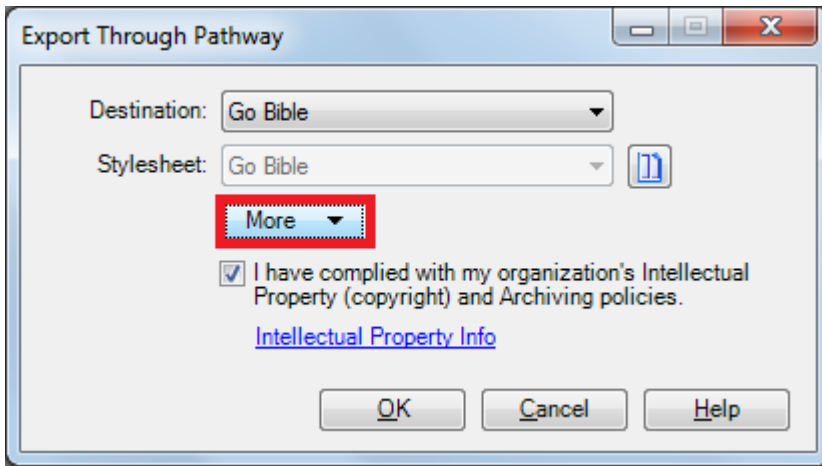 Export Through Pathway
Destination: Go Bible
Stylesheet: Go Bible
More
I have complied with my organization's Intellectual
Property (copyright) and Archiving policies.
Intellectual Property Info
OK Cancel Help